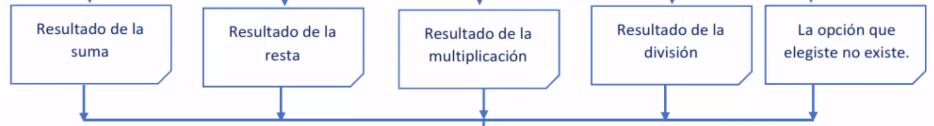 Resultado de la
suma
Resultado de la
resta
Resultado de la
multiplicación
Resultado de la
división
La opción que
elegiste no existe.